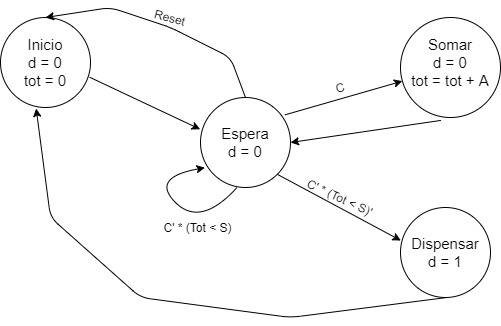 Reset
Inicio
d = 0
tot = 0
Somar
d = 0
tot = tot + A
C
Espera
d = 0
C' * (Tot < S)
C' * (Tot < S)'
Dispensar
d = 1